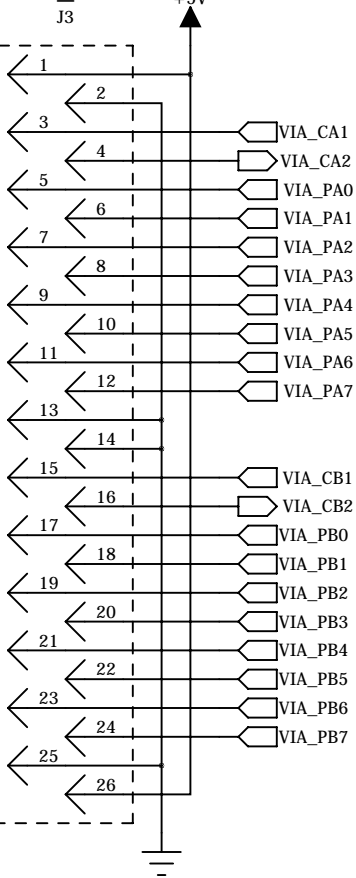 J3
+5V
1
2
3 VIA_CA1
4 VIA_CA2
5 VIA_PA0
6 VIA_PA1
7 VIA_PA2
8 VIA_PA3
9 VIA_PA4
10 VIA_PA5
11 VIA_PA6
12 VIA_PA7
13
14
15 VIA_CB1
16 VIA_CB2
17 VIA_PB0
18 VIA_PB1
19 VIA_PB2
20 VIA_PB3
21 VIA_PB4
22 VIA_PB5
23 VIA_PB6
24 VIA_PB7
25
26